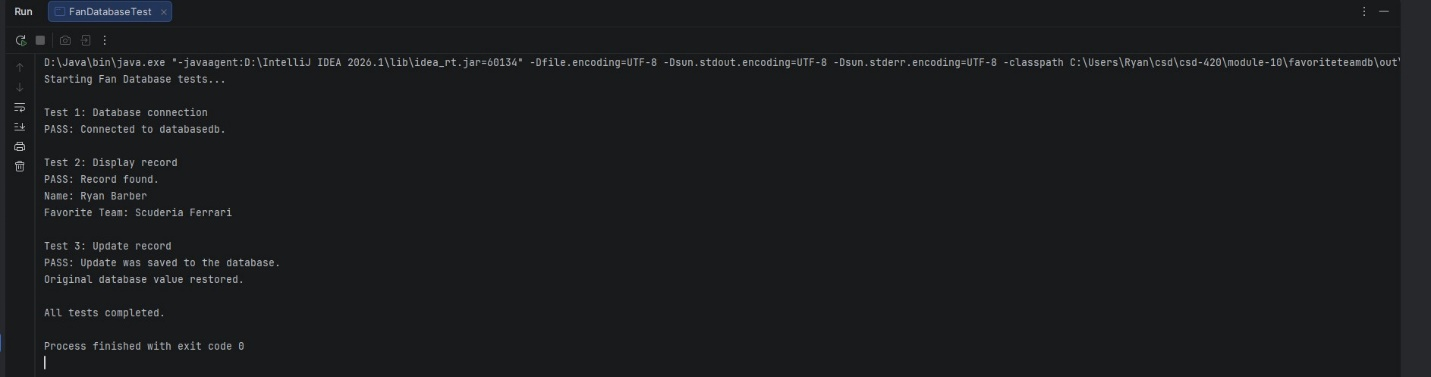 Run FanDatabaseTest
D:\Java\bin\java.exe "-javaagent:D:\IntelliJ IDEA 2026.1\lib\idea_rt.jar=60134" -Dfile.encoding=UTF-8 -Dsun.stdout.encoding=UTF-8 -Dsun.stderr.encoding=UTF-8 -classpath C:\Users\Ryan\csd\csd-420\module-10\favoriteteamdb\out\
Starting Fan Database tests...
Test 1: Database connection
PASS: Connected to databasedb.
Test 2: Display record
PASS: Record found.
Name: Ryan Barber
Favorite Team: Scuderia Ferrari
Test 3: Update record
PASS: Update was saved to the database.
Original database value restored.
All tests completed.
Process finished with exit code 0